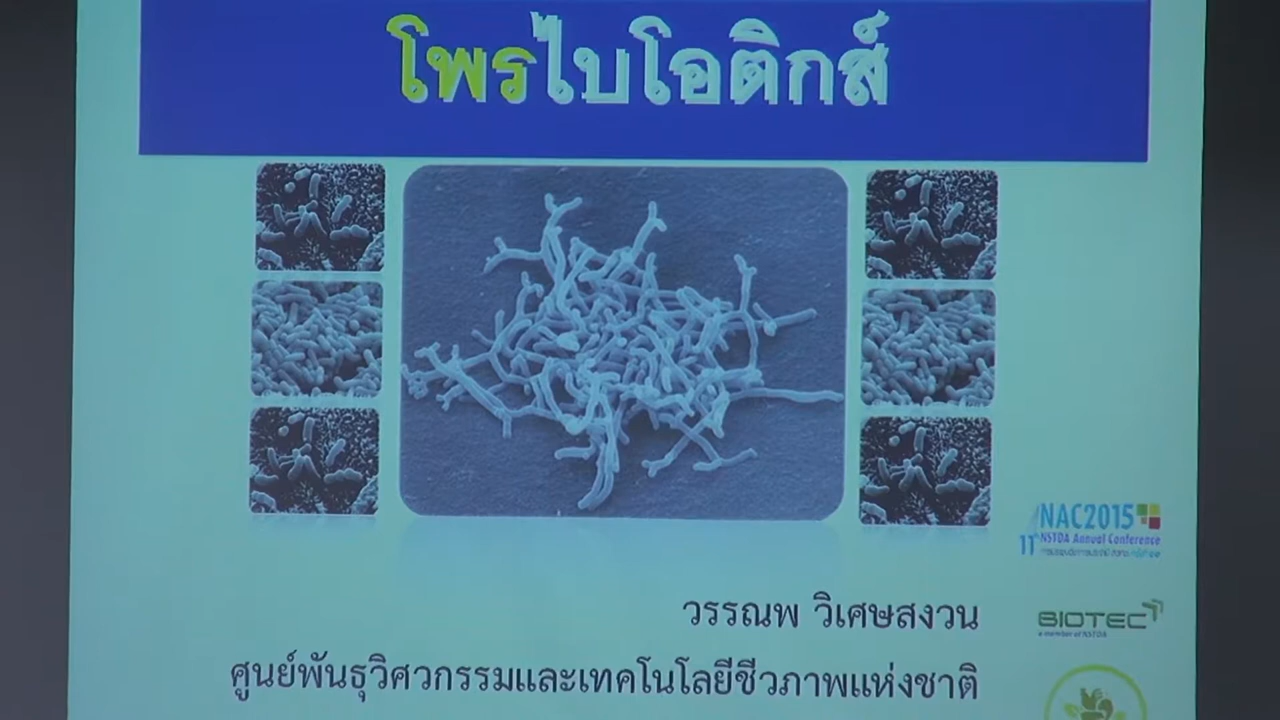 โพรไบโอติกส์
NAC2015
11th NSTDA Annual Conference
วรรณพ วิเศษสงวน
BIOTEC
a member of NSTDA
ศูนย์พันธุวิศวกรรมและเทคโนโลยีชีวภาพแห่งชาติ